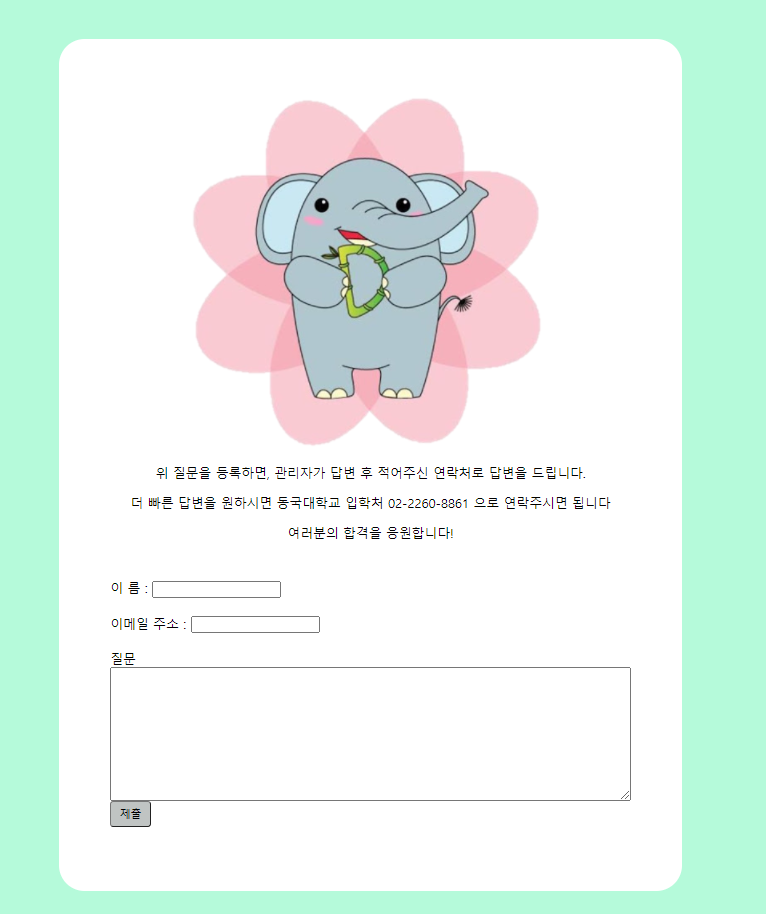 위 질문을 등록하면, 관리자가 답변 후 적어주신 연락처로 답변을 드립니다.
더 빠른 답변을 원하시면 동국대학교 입학처 02-2260-8861 으로 연락주시면 됩니다
여러분의 합격을 응원합니다!
이 름 :
이메일 주소 :
질문
제출